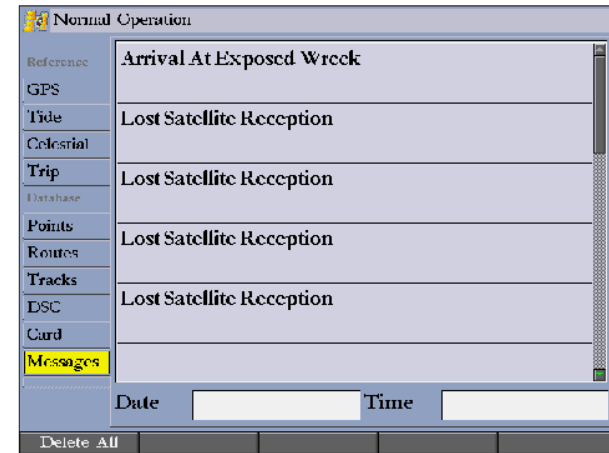 Normal Operation
Reference
GPS
Tide
Celestial
Trip
Database
Points
Routes
Tracks
DSC
Card
Messages
Arrival At Exposed Wreck
Lost Satellite Reception
Lost Satellite Reception
Lost Satellite Reception
Lost Satellite Reception
Date
Time
Delete All